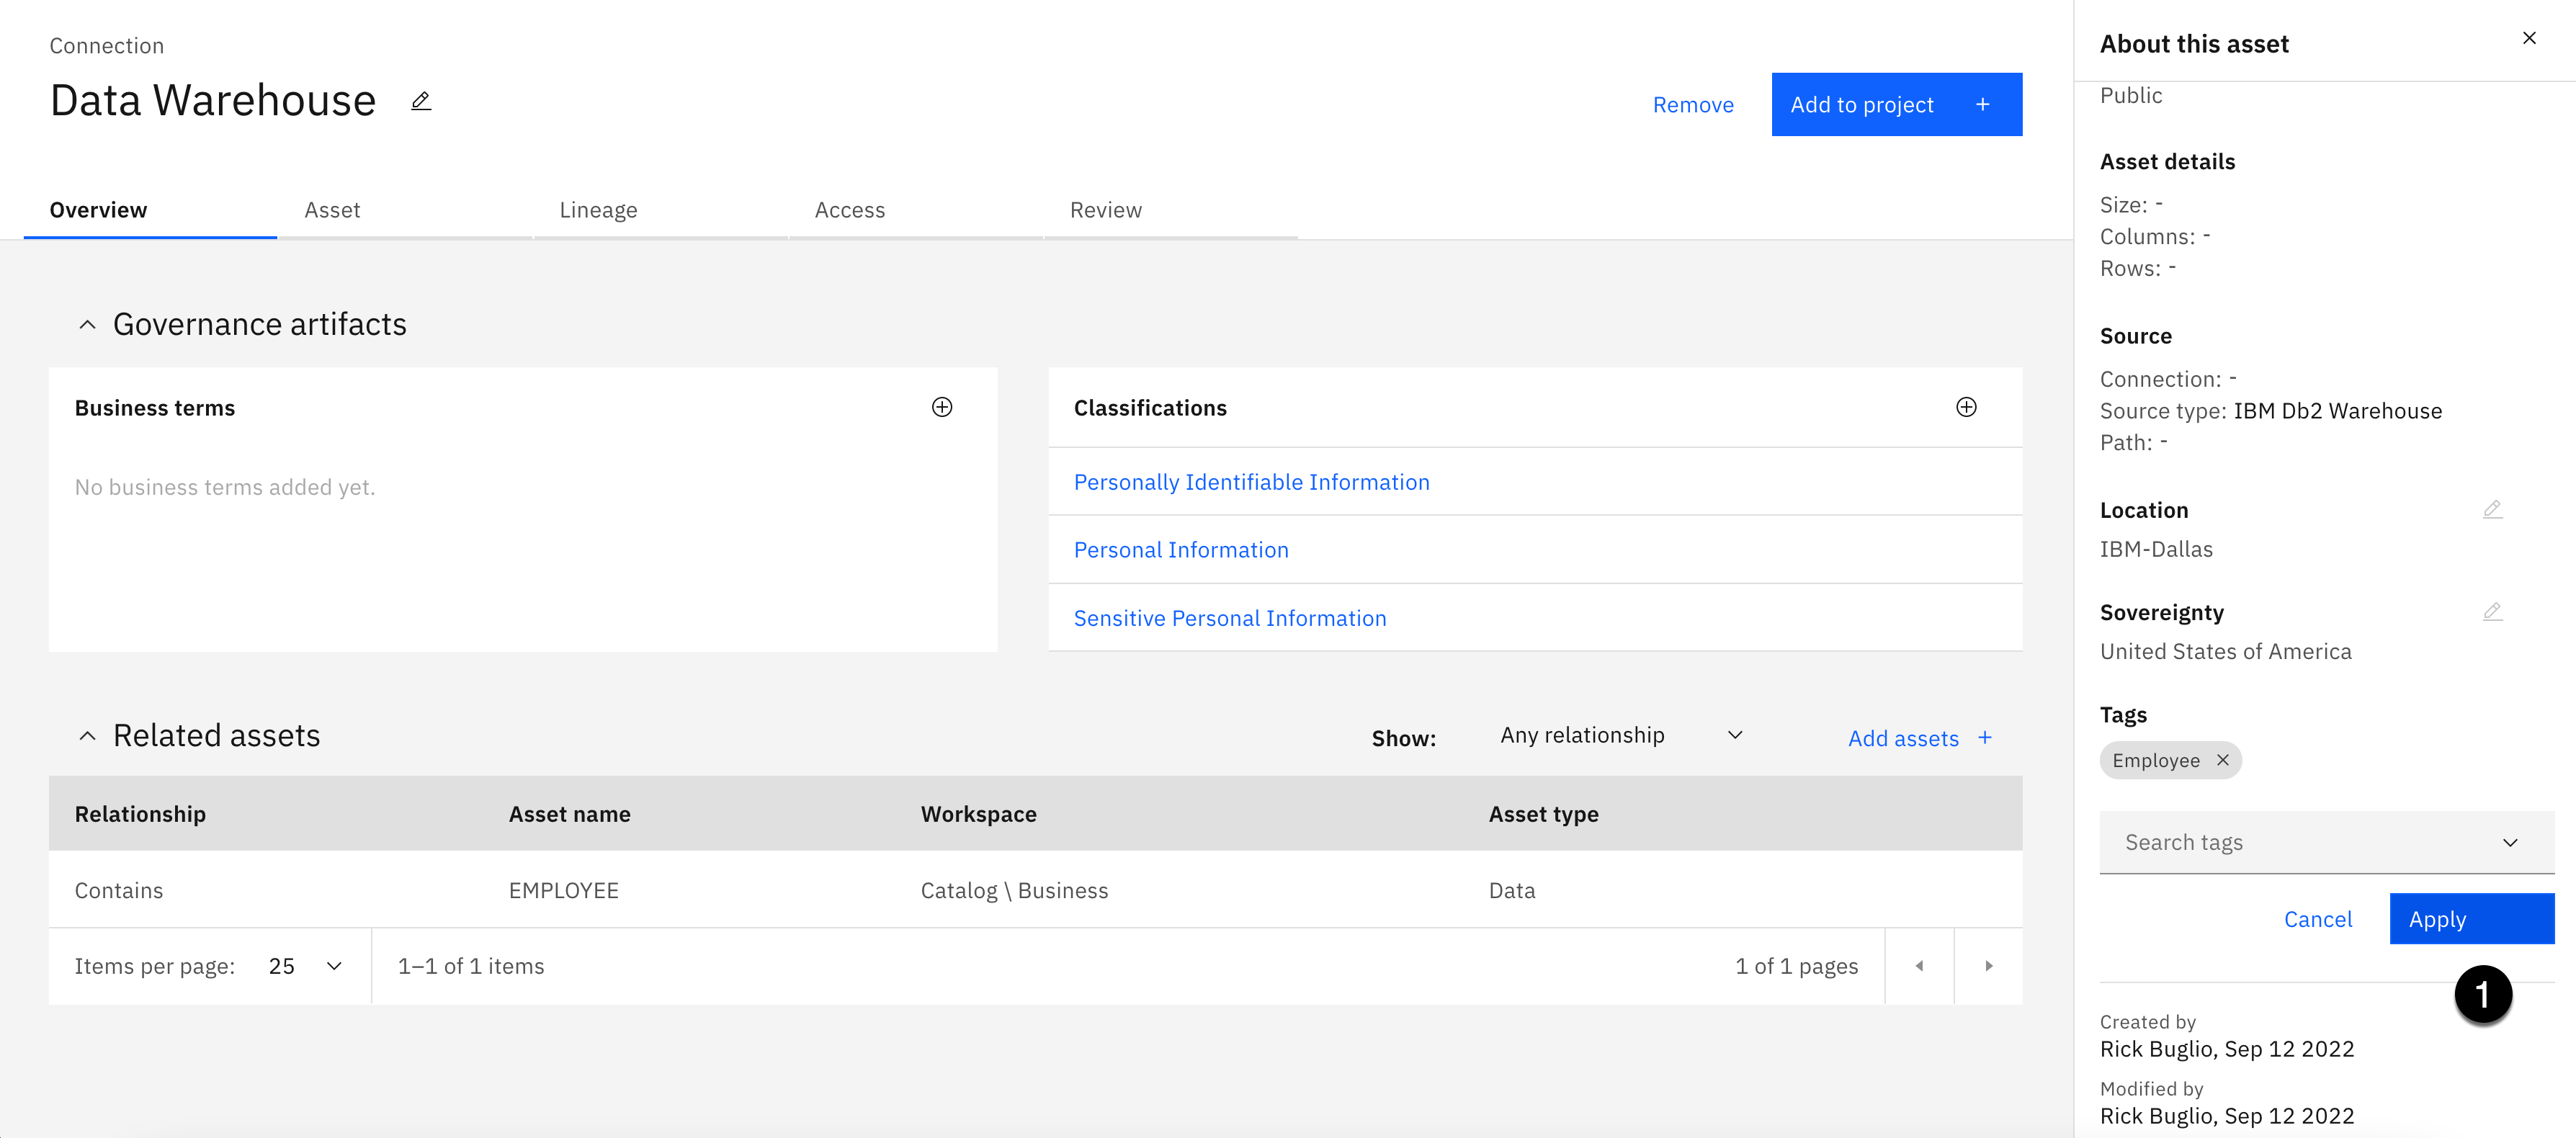 Connection
Data Warehouse
Remove
Add to project +
Overview
Asset
Lineage
Access
Review
Governance artifacts
Business terms
No business terms added yet.
Classifications
Personally Identifiable Information
Personal Information
Sensitive Personal Information
Related assets
Show: Any relationship
Add assets +
Relationship Asset name Workspace Asset type
Contains EMPLOYEE Catalog \ Business Data
Items per page: 25 1–1 of 1 items 1 of 1 pages
About this asset
Public
Asset details
Size: -
Columns: -
Rows: -
Source
Connection: -
Source type: IBM Db2 Warehouse
Path: -
Location
IBM-Dallas
Sovereignty
United States of America
Tags
Employee
Search tags
Cancel Apply
1
Created by
Rick Buglio, Sep 12 2022
Modified by
Rick Buglio, Sep 12 2022